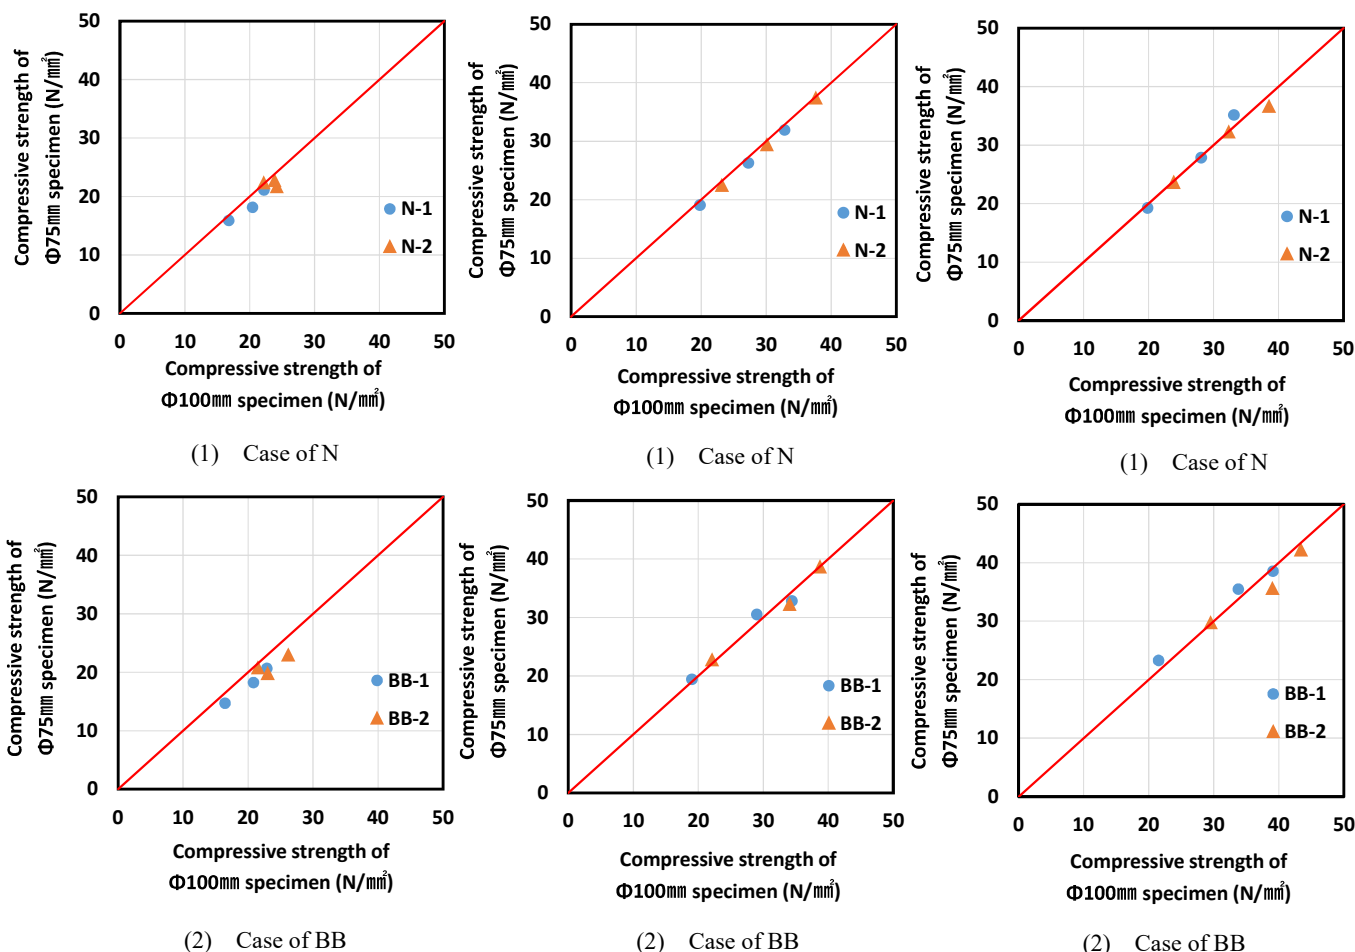 50
40
30
20
10
0
0 10 20 30 40 50
Compressive strength of
Φ75㎜ specimen (N/㎟)
N-1
N-2
Compressive strength of
Φ100㎜ specimen (N/㎟)
(1) Case of N
50
40
30
20
10
0
0 10 20 30 40 50
Compressive strength of
Φ75㎜ specimen (N/㎟)
N-1
N-2
Compressive strength of
Φ100㎜ specimen (N/㎟)
(1) Case of N
50
40
30
20
10
0
0 10 20 30 40 50
Compressive strength of
Φ75㎜ specimen (N/㎟)
N-1
N-2
Compressive strength of
Φ100㎜ specimen (N/㎟)
(1) Case of N
50
40
30
20
10
0
0 10 20 30 40 50
Compressive strength of
Φ75㎜ specimen (N/㎟)
BB-1
BB-2
Compressive strength of
Φ100㎜ specimen (N/㎟)
(2) Case of BB
50
40
30
20
10
0
0 10 20 30 40 50
Compressive strength of
Φ75㎜ specimen (N/㎟)
BB-1
BB-2
Compressive strength of
Φ100㎜ specimen (N/㎟)
(2) Case of BB
50
40
30
20
10
0
0 10 20 30 40 50
Compressive strength of
Φ75㎜ specimen (N/㎟)
BB-1
BB-2
Compressive strength of
Φ100㎜ specimen (N/㎟)
(2) Case of BB